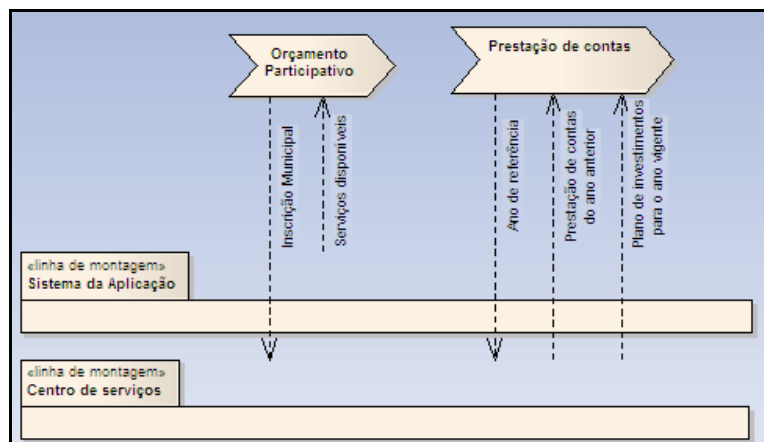 Orçamento
Participativo
Prestação de contas
Inscrição Municipal
Serviços disponíveis
Ano de referência
Prestação de contas
do ano anterior
Plano de investimentos
para o ano vigente
«linha de montagem»
Sistema da Aplicação
«linha de montagem»
Centro de serviços